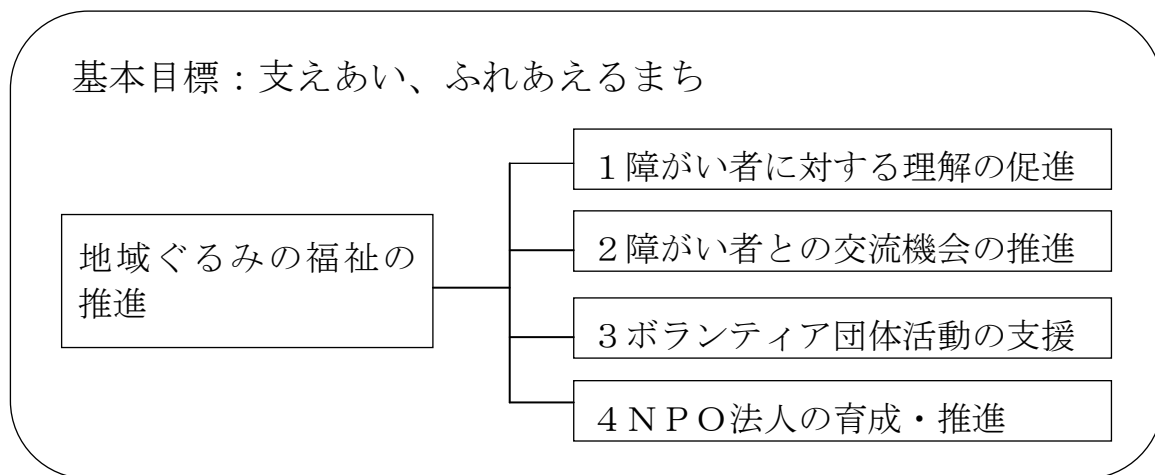 基本目標：支えあい、ふれあえるまち
地域ぐるみの福祉の
推進
１障がい者に対する理解の促進
２障がい者との交流機会の推進
３ボランティア団体活動の支援
４ＮＰＯ法人の育成・推進